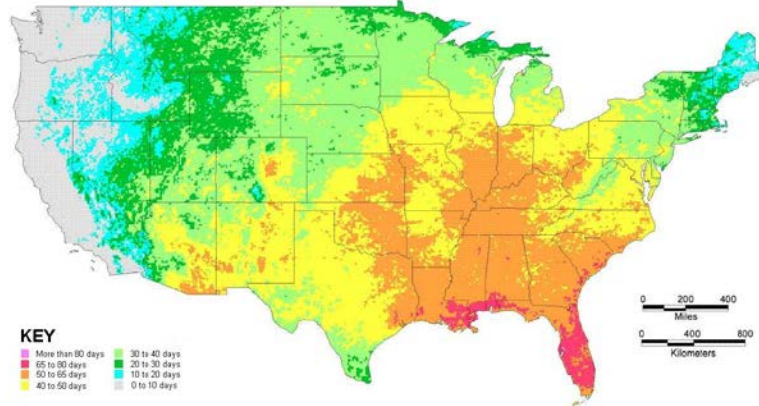 KEY
More than 80 days
65 to 80 days
50 to 65 days
40 to 50 days
30 to 40 days
20 to 30 days
10 to 20 days
0 to 10 days
0 200 400
Miles
0 400 800
Kilometers